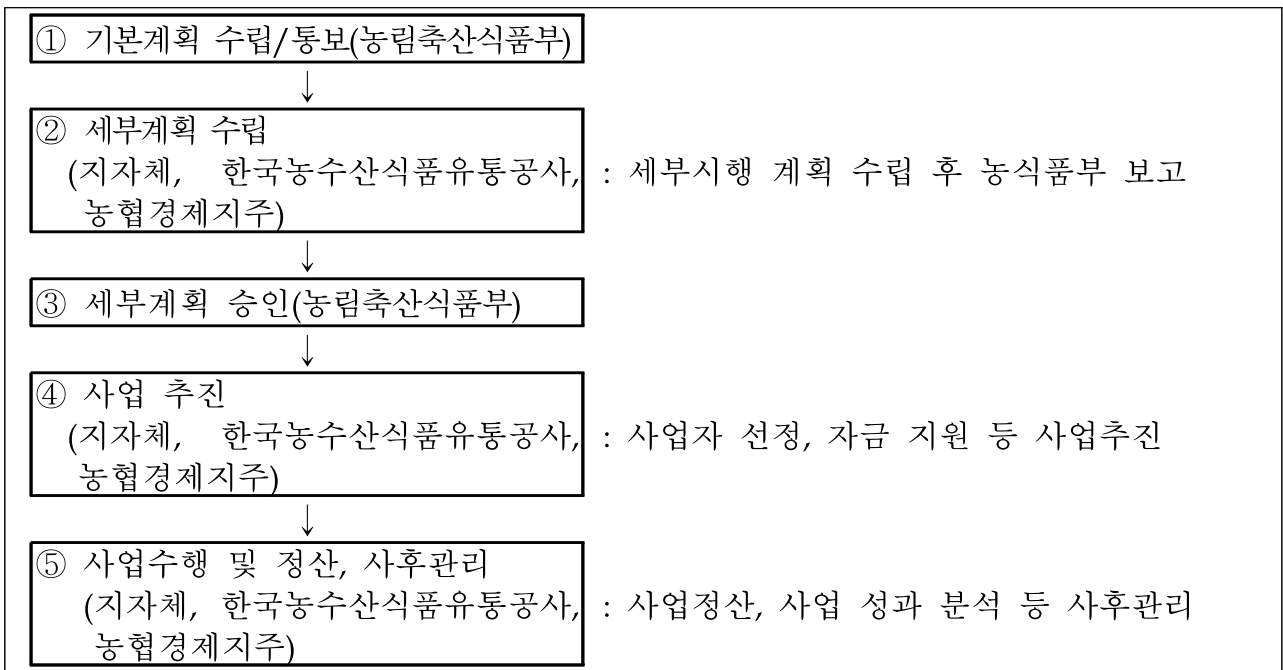 ① 기본계획 수립/통보(농림축산식품부)
↓
② 세부계획 수립
(지자체, 한국농수산식품유통공사, : 세부시행 계획 수립 후 농식품부 보고
농협경제지주)
↓
③ 세부계획 승인(농림축산식품부)
↓
④ 사업 추진
(지자체, 한국농수산식품유통공사, : 사업자 선정, 자금 지원 등 사업추진
농협경제지주)
↓
⑤ 사업수행 및 정산, 사후관리
(지자체, 한국농수산식품유통공사, : 사업정산, 사업 성과 분석 등 사후관리
농협경제지주)